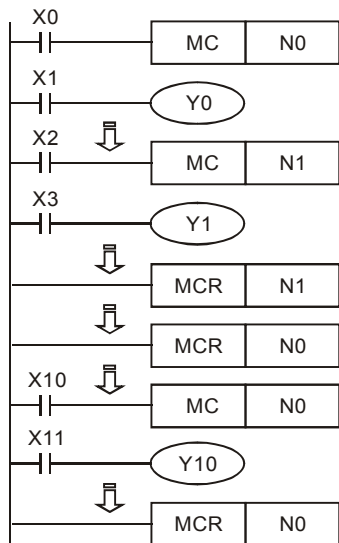 X0
MC N0
X1
Y0
X2
MC N1
X3
Y1
MCR N1
MCR N0
X10
MC N0
X11
Y10
MCR N0